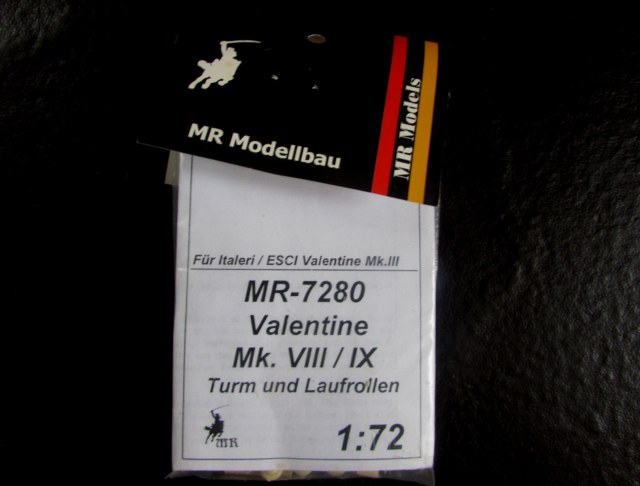 MR Modellbau
MR Models
Für Italeri / ESCI Valentine Mk.III
MR-7280
Valentine
Mk. VIII / IX
Turm und Laufrollen
MR
1:72